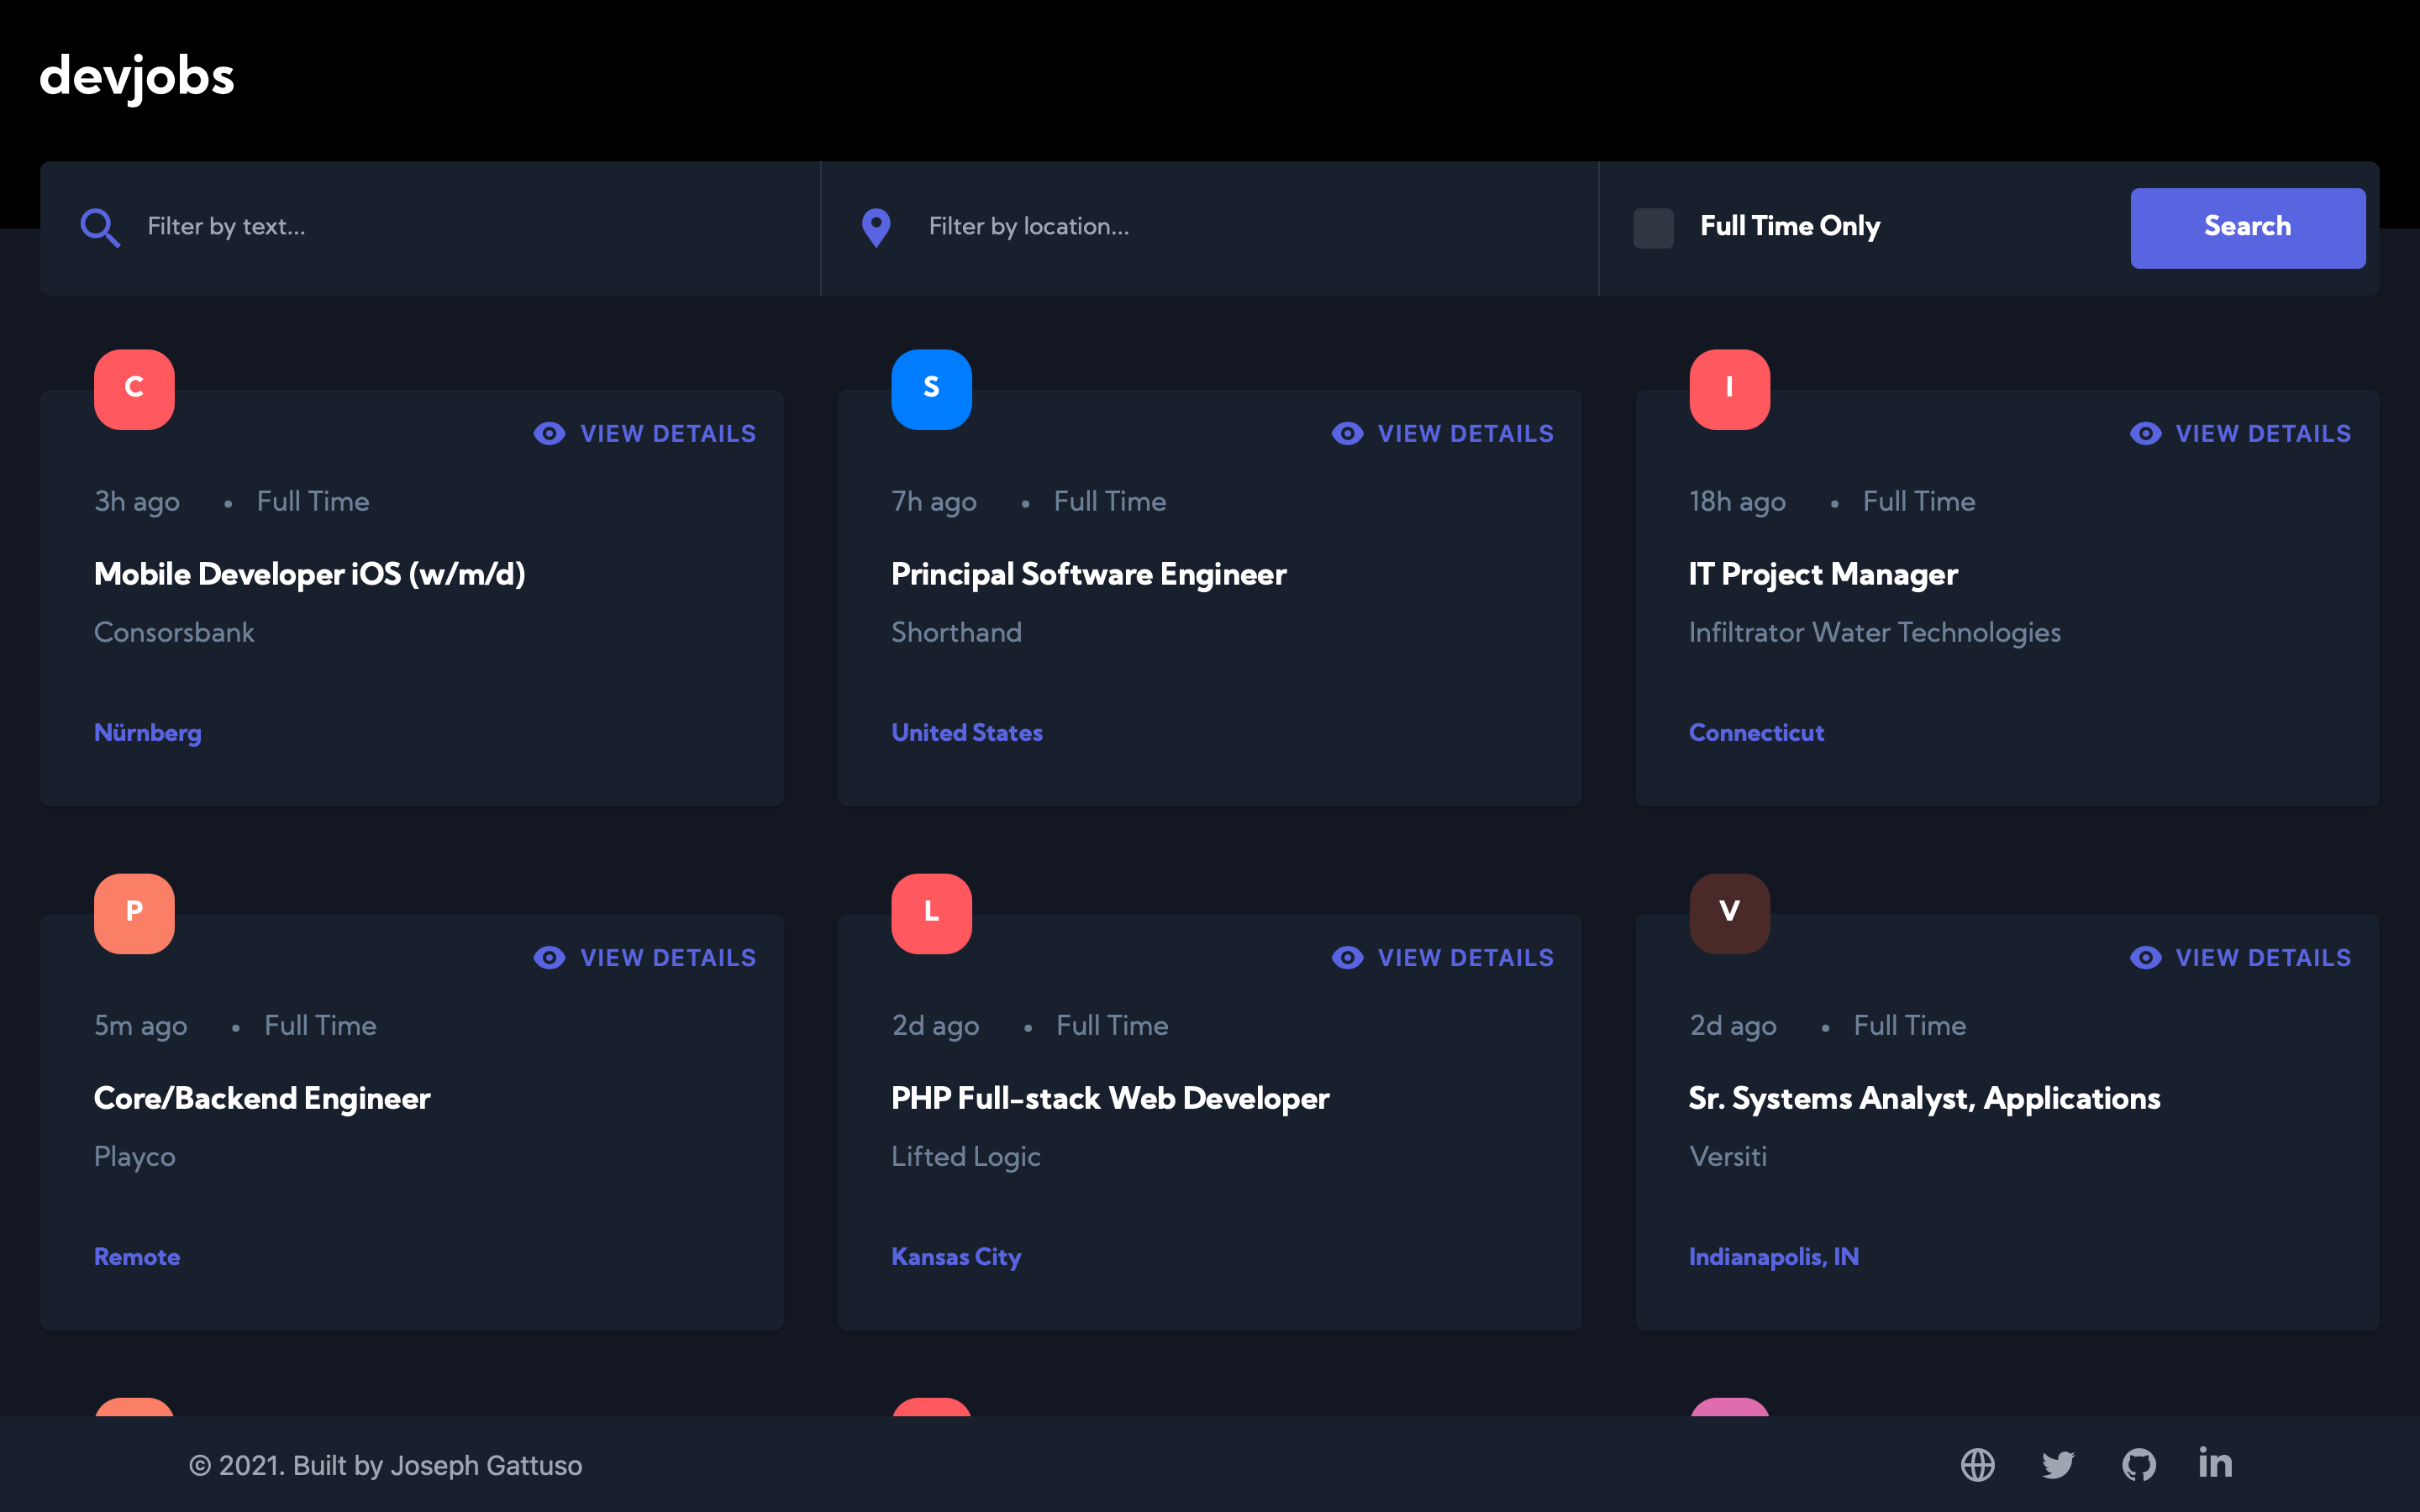 devjobs
Filter by text...
Filter by location...
Full Time Only
Search
C
VIEW DETAILS
3h ago • Full Time
Mobile Developer iOS (w/m/d)
Consorsbank
Nürnberg
S
VIEW DETAILS
7h ago • Full Time
Principal Software Engineer
Shorthand
United States
I
VIEW DETAILS
18h ago • Full Time
IT Project Manager
Infiltrator Water Technologies
Connecticut
P
VIEW DETAILS
5m ago • Full Time
Core/Backend Engineer
Playco
Remote
L
VIEW DETAILS
2d ago • Full Time
PHP Full-stack Web Developer
Lifted Logic
Kansas City
V
VIEW DETAILS
2d ago • Full Time
Sr. Systems Analyst, Applications
Versiti
Indianapolis, IN
© 2021. Built by Joseph Gattuso
in